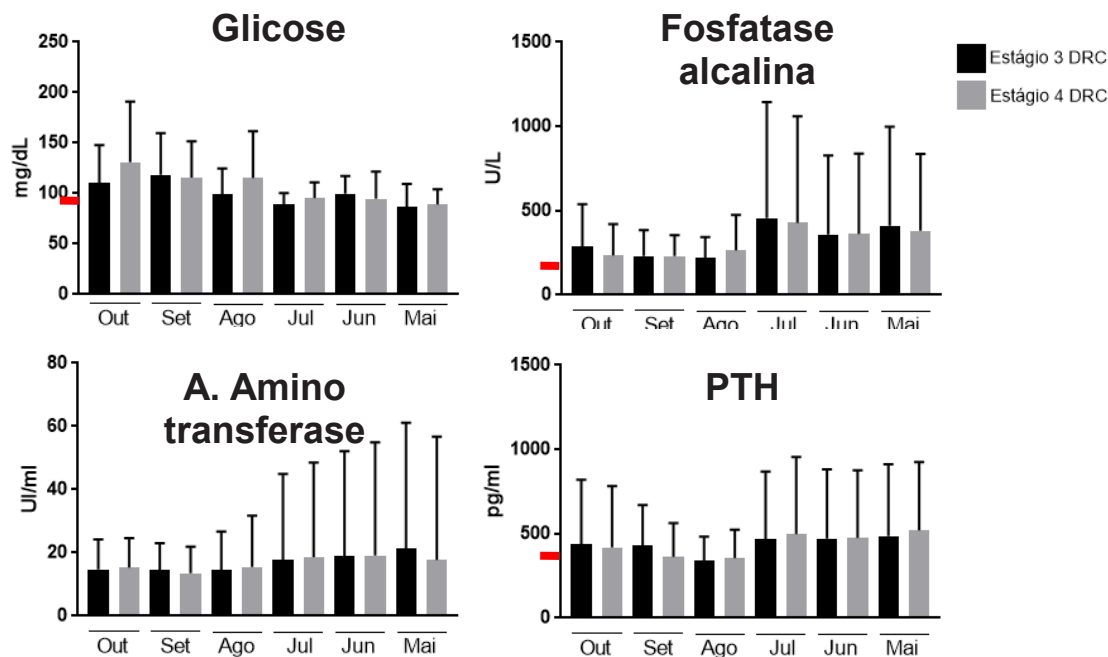 Glicose
250
200
150
100
50
0
mg/dL
Out Set Ago Jul Jun Mai
Fosfatase
alcalina
1500
1000
500
0
U/L
Out Set Ago Jul Jun Mai
Estágio 3 DRC
Estágio 4 DRC
A. Amino
transferase
80
60
40
20
0
UI/ml
Out Set Ago Jul Jun Mai
PTH
1500
1000
500
0
pg/ml
Out Set Ago Jul Jun Mai